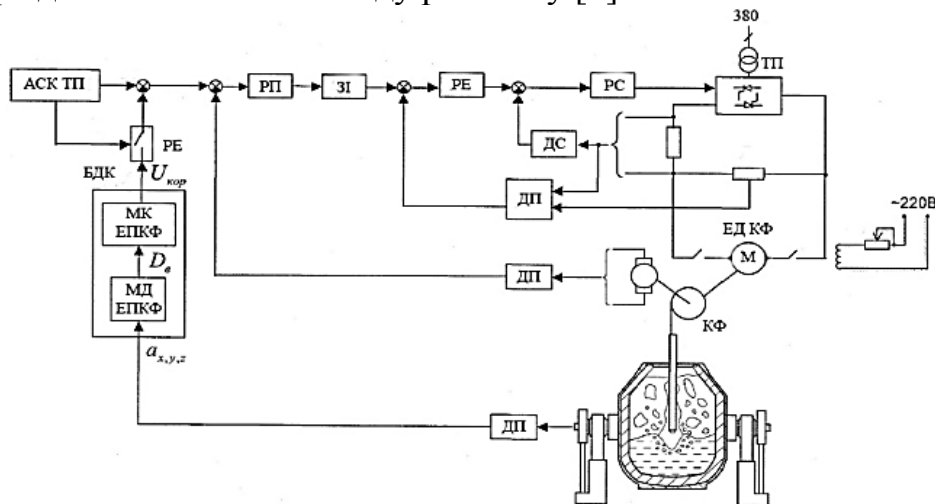 380
ТП
АСК ТП
РП
ЗІ
РЕ
РС
ДС
РЕ
БДК
U кор
ДП
~220В
МК
ЕПКФ
ЕД КФ
М
D в
ДП
МД
ЕПКФ
КФ
a x,y,z
ДП